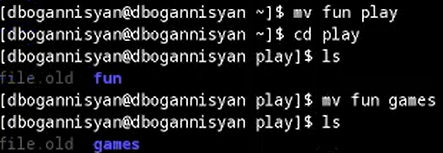 [dbogannisyan@dbogannisyan ~]$ mv fun play
[dbogannisyan@dbogannisyan ~]$ cd play
[dbogannisyan@dbogannisyan play]$ ls
file.old  fun
[dbogannisyan@dbogannisyan play]$ mv fun games
[dbogannisyan@dbogannisyan play]$ ls
file.old  games